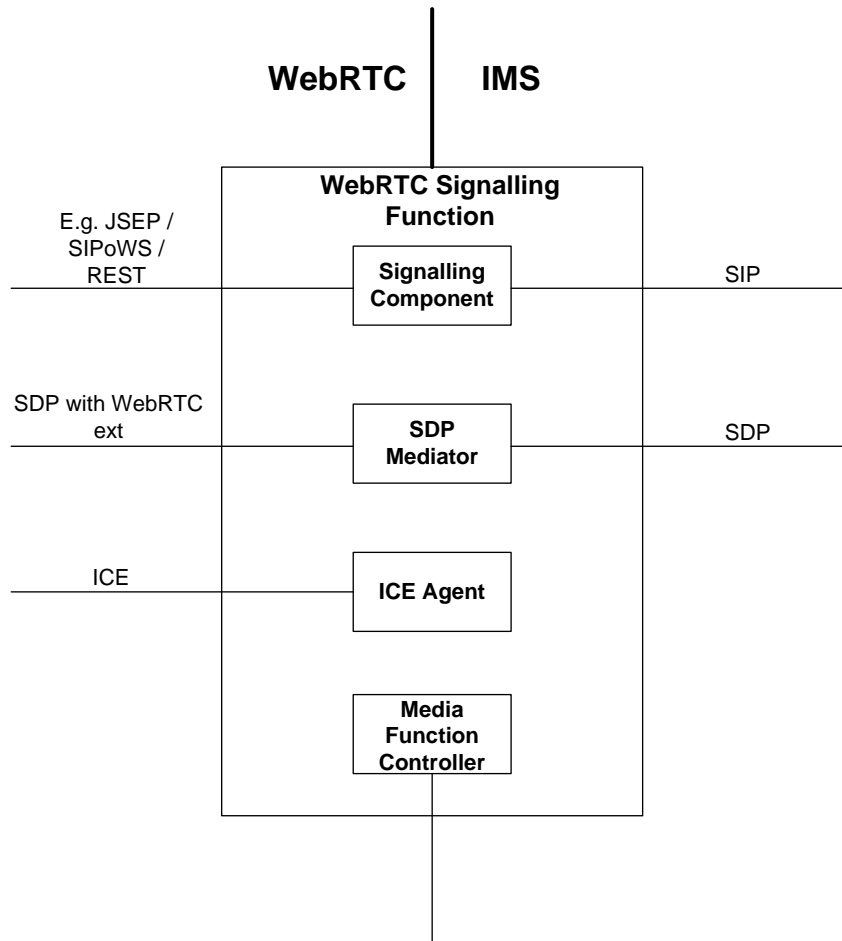 WebRTC IMS
WebRTC Signalling
Function
E.g. JSEP /
SIPoWS /
REST
Signalling
Component
SIP
SDP with WebRTC
ext
SDP
Mediator
SDP
ICE
ICE Agent
Media
Function
Controller